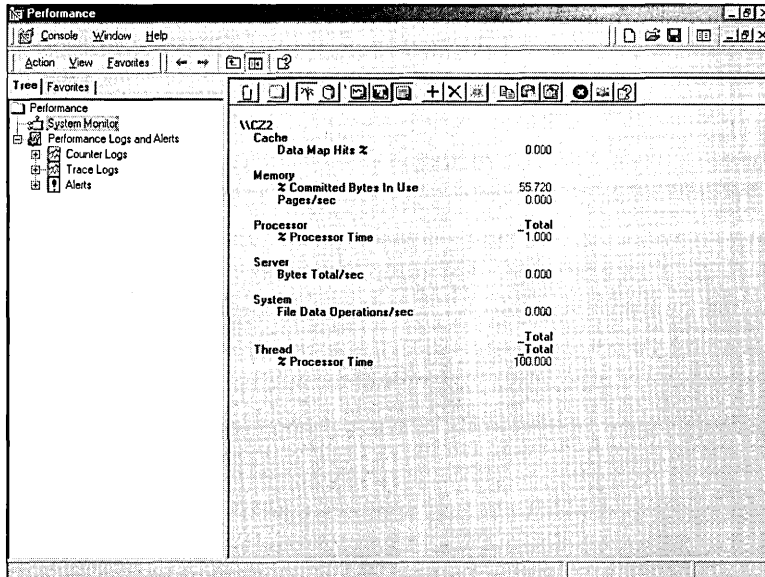 Performance
Console Window Help
Action View Favorites
Tree Favorites
Performance
System Monitor
Performance Logs and Alerts
Counter Logs
Trace Logs
Alerts
\\CZ2
Cache
Data Map Hits % 0.000
Memory
% Committed Bytes In Use 55.720
Pages/sec 0.000
Processor _Total
% Processor Time 1.000
Server
Bytes Total/sec 0.000
System
File Data Operations/sec 0.000
_Total
Thread _Total
% Processor Time 100.000